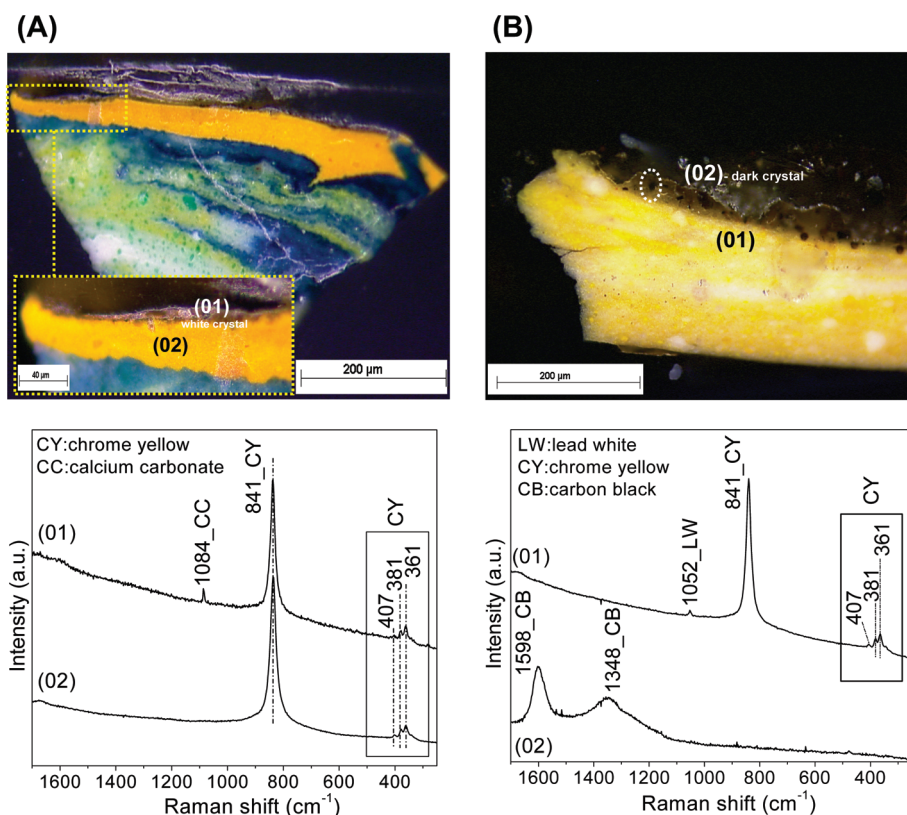 (A)
(01)
white crystal
(02)
40 µm
200 µm
(B)
(02)- dark crystal
(01)
200 µm
CY:chrome yellow
CC:calcium carbonate
841_CY
1084_CC
CY
407
381
361
(01)
(02)
Intensity (a.u.)
1600 1400 1200 1000 800 600 400
Raman shift (cm-1)
LW:lead white
CY:chrome yellow
CB:carbon black
841_CY
1052_LW
CY
407
381
361
(01)
1598_CB
1348_CB
(02)
Intensity (a.u.)
1600 1400 1200 1000 800 600 400
Raman shift (cm-1)